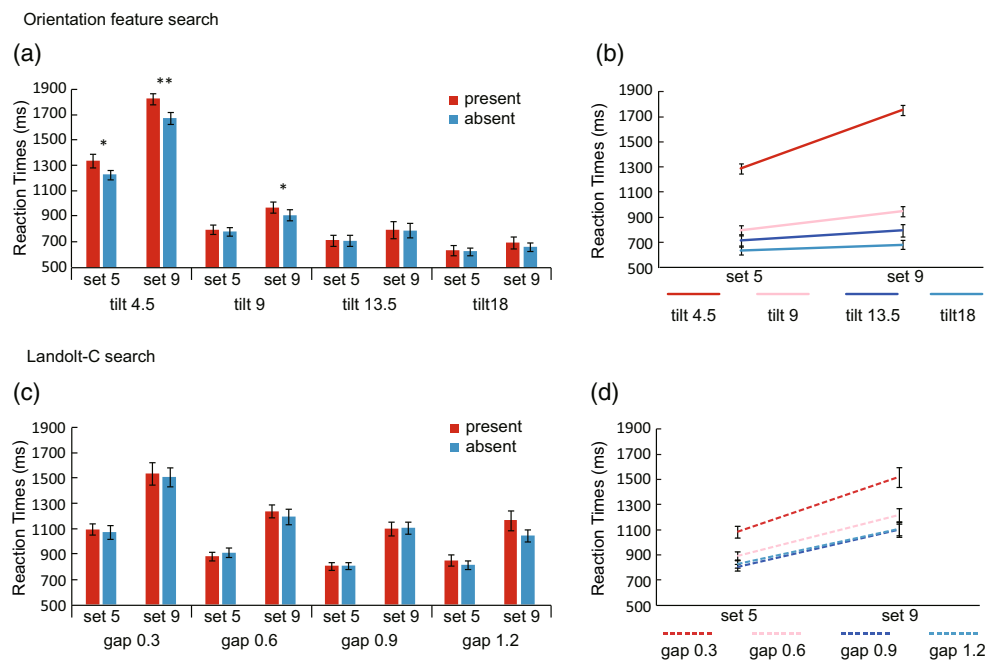 Orientation feature search
(a)
Reaction Times (ms)
1900
1700
1500
1300
1100
900
700
500
*
**
*
present
absent
set 5 set 9 set 5 set 9 set 5 set 9 set 5 set 9
tilt 4.5 tilt 9 tilt 13.5 tilt18
(b)
Reaction Times (ms)
1900
1700
1500
1300
1100
900
700
500
set 5 set 9
tilt 4.5 tilt 9 tilt 13.5 tilt18
Landolt-C search
(c)
Reaction Times (ms)
1900
1700
1500
1300
1100
900
700
500
present
absent
set 5 set 9 set 5 set 9 set 5 set 9 set 5 set 9
gap 0.3 gap 0.6 gap 0.9 gap 1.2
(d)
Reaction Times (ms)
1900
1700
1500
1300
1100
900
700
500
set 5 set 9
gap 0.3 gap 0.6 gap 0.9 gap 1.2